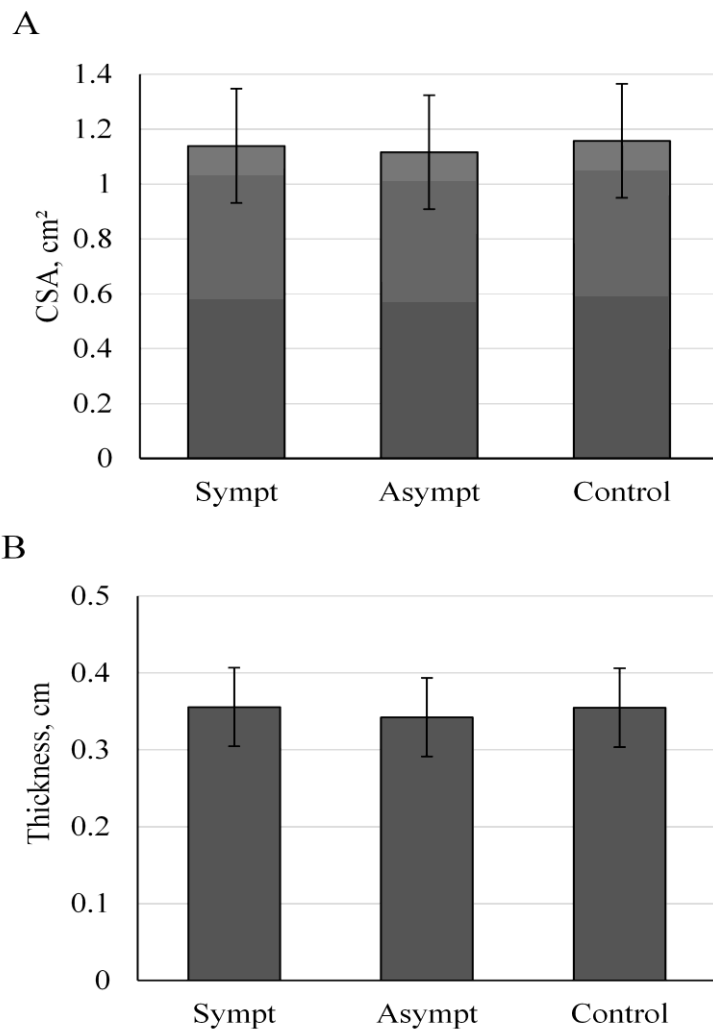 A
1.4
1.2
1
0.8
0.6
0.4
0.2
0
CSA, cm²
Sympt Asympt Control
B
0.5
0.4
0.3
0.2
0.1
0
Thickness, cm
Sympt Asympt Control